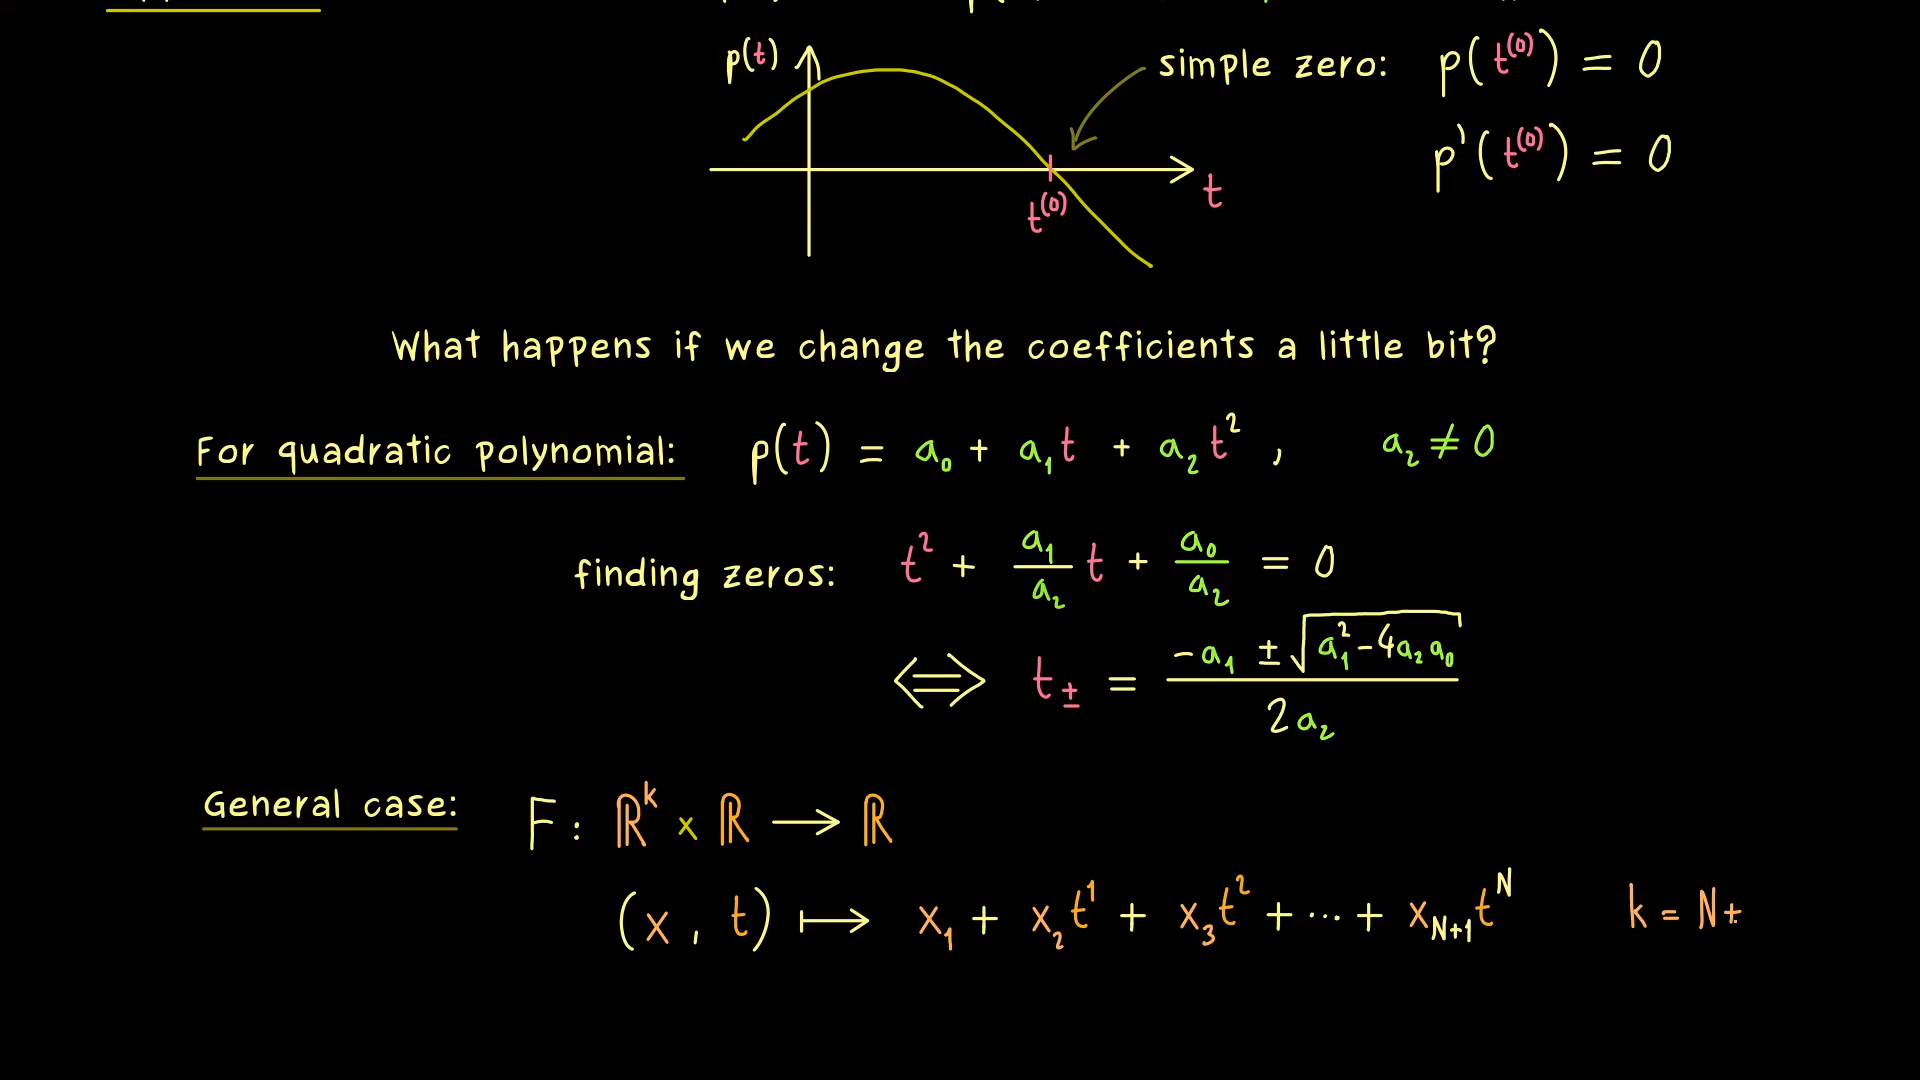 p(t)
simple zero: p(t⁽⁰⁾) = 0
p'(t⁽⁰⁾) = 0
t
t⁽⁰⁾
What happens if we change the coefficients a little bit?
For quadratic polynomial: p(t) = a₀ + a₁t + a₂t², a₂ ≠ 0
finding zeros: t² + a₁/a₂ t + a₀/a₂ = 0
⟺ t± = (-a₁ ± √(a₁² - 4a₂a₀)) / 2a₂
General case: F: ℝᵏ × ℝ ⟶ ℝ
(x, t) ⟼ x₁ + x₂t¹ + x₃t² + ⋯ + x_{N+1}t^N k = N+